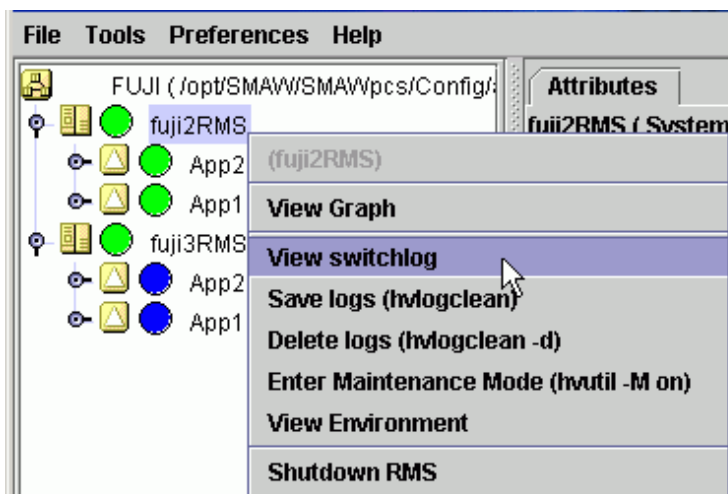 File Tools Preferences Help
FUJI ( /opt/SMAW/SMAWpcs/Config/
Attributes
fuji2RMS
fuji2RMS ( System
App2
(fuji2RMS)
App1
View Graph
fuji3RMS
View switchlog
App2
Save logs (hvlogclean)
App1
Delete logs (hvlogclean -d)
Enter Maintenance Mode (hvutil -M on)
View Environment
Shutdown RMS